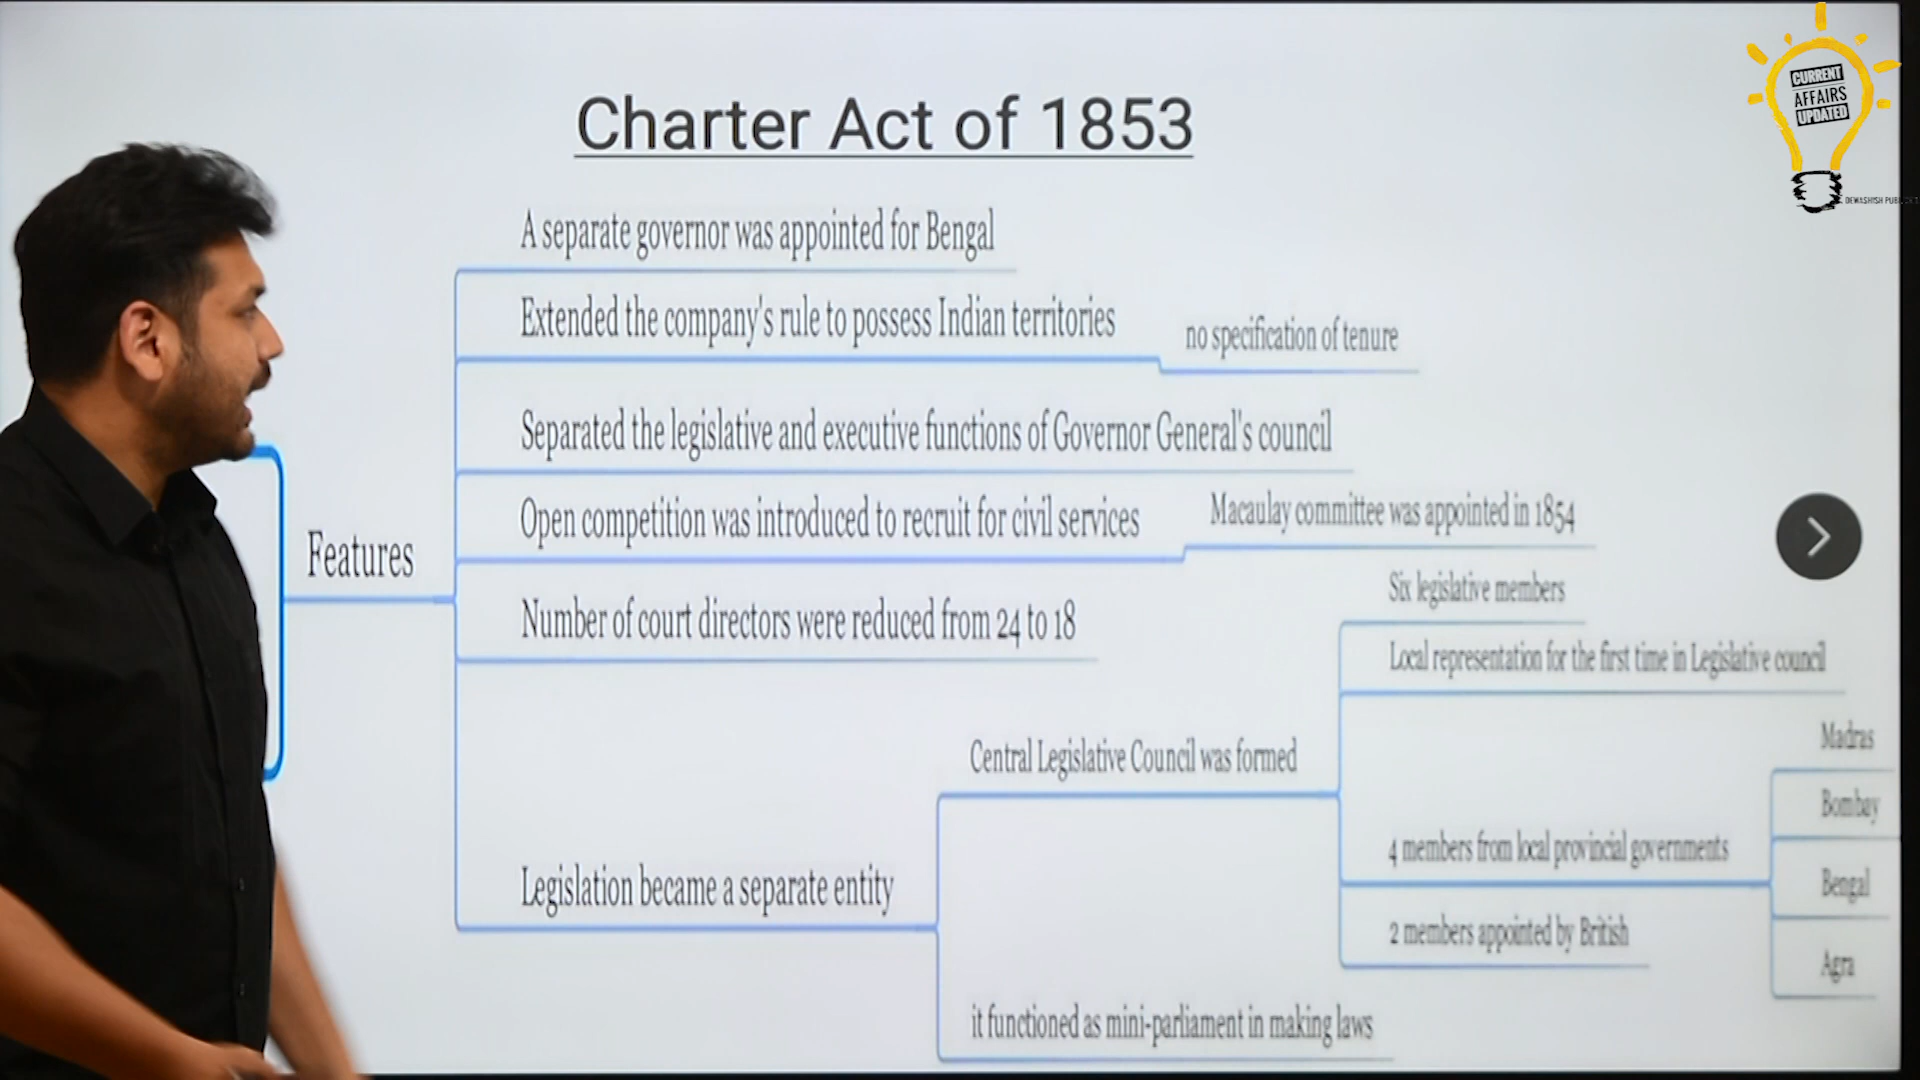 CURRENT
AFFAIRS
UPDATED
Charter Act of 1853
A separate governor was appointed for Bengal
Extended the company's rule to possess Indian territories
no specification of tenure
Separated the legislative and executive functions of Governor General's council
Open competition was introduced to recruit for civil services
Macaulay committee was appointed in 1854
Features
Number of court directors were reduced from 24 to 18
Six legislative members
Local representation for the first time in Legislative council
Central Legislative Council was formed
Madras
Bombay
4 members from local provincial governments
Bengal
Legislation became a separate entity
2 members appointed by British
Agra
it functioned as mini-parliament in making laws